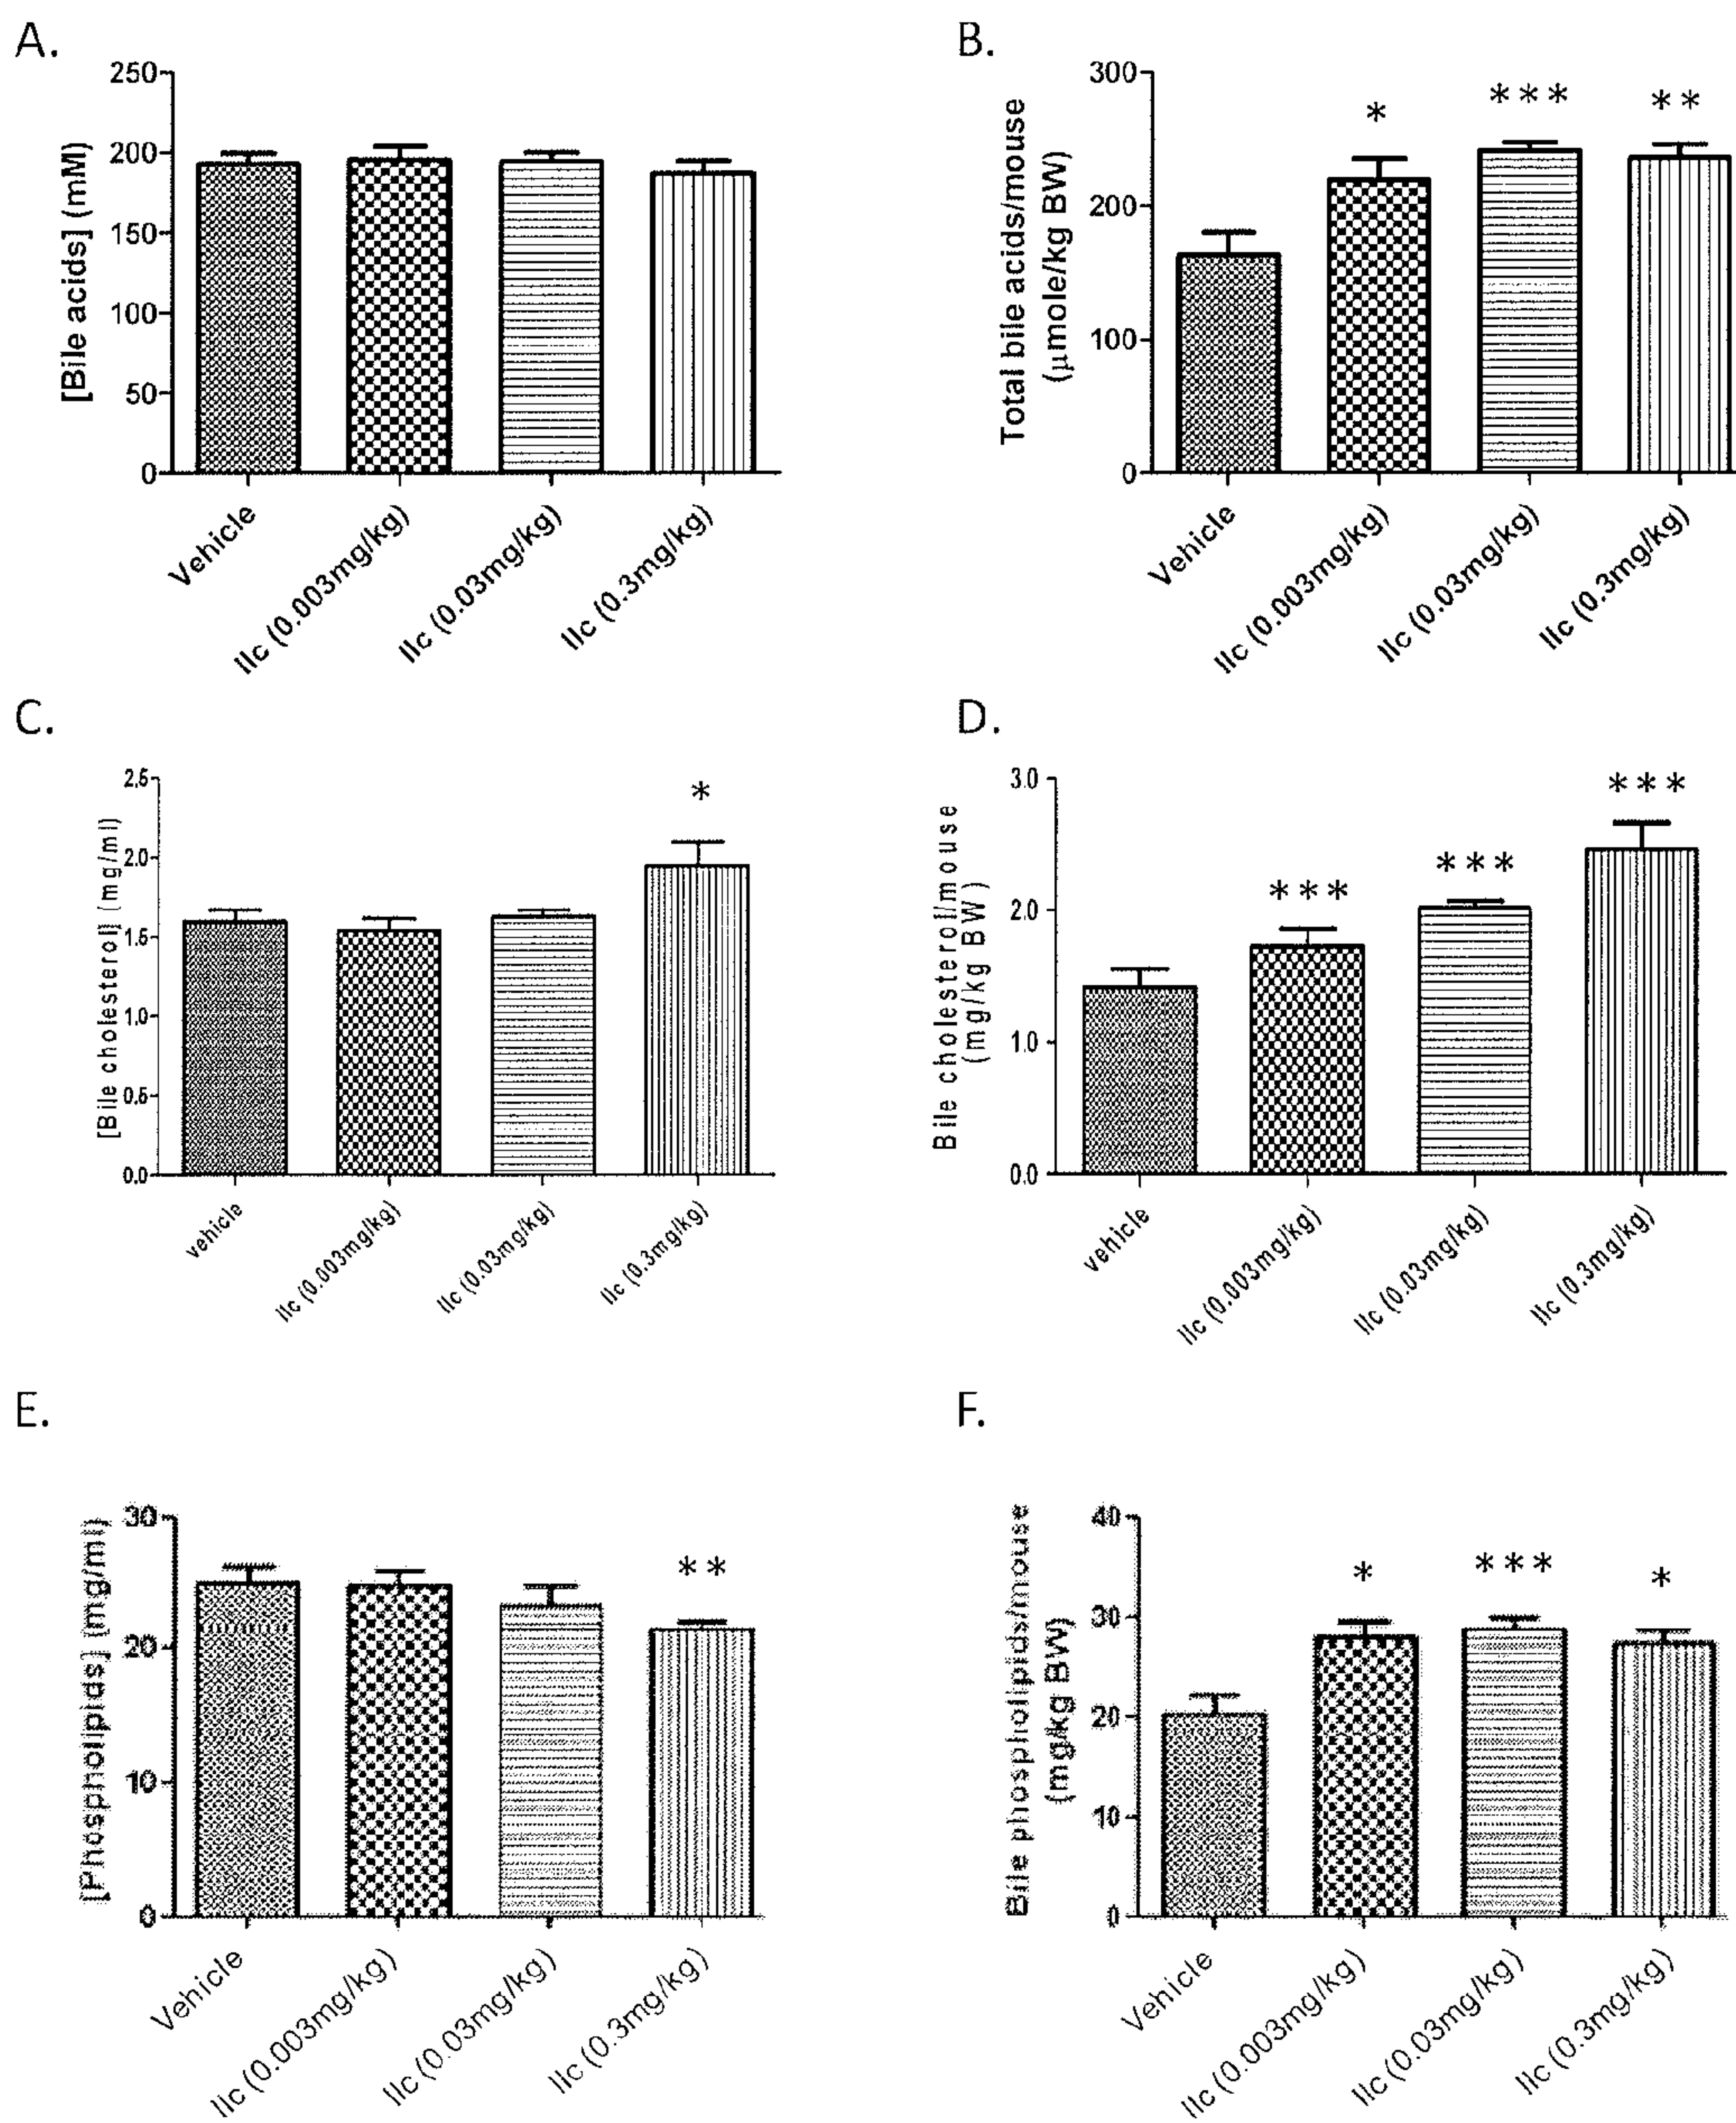 A.
[Bile acids] (mM)
250
200
150
100
50
0
Vehicle
IIc (0.003mg/kg)
IIc (0.03mg/kg)
IIc (0.3mg/kg)
B.
Total bile acids/mouse
(μmole/kg BW)
300
200
100
0
*
***
**
Vehicle
IIc (0.003mg/kg)
IIc (0.03mg/kg)
IIc (0.3mg/kg)
C.
[Bile cholesterol] (mg/ml)
2.5
2.0
1.5
1.0
0.5
0.0
*
vehicle
IIc (0.003mg/kg)
IIc (0.03mg/kg)
IIc (0.3mg/kg)
D.
Bile cholesterol/mouse
(mg/kg BW)
3.0
2.0
1.0
0.0
***
***
***
vehicle
IIc (0.003mg/kg)
IIc (0.03mg/kg)
IIc (0.3mg/kg)
E.
[Phospholipids] (mg/ml)
30
20
10
0
**
Vehicle
IIc (0.003mg/kg)
IIc (0.03mg/kg)
IIc (0.3mg/kg)
F.
Bile phospholipids/mouse
(mg/kg BW)
40
30
20
10
0
*
***
*
Vehicle
IIc (0.003mg/kg)
IIc (0.03mg/kg)
IIc (0.3mg/kg)